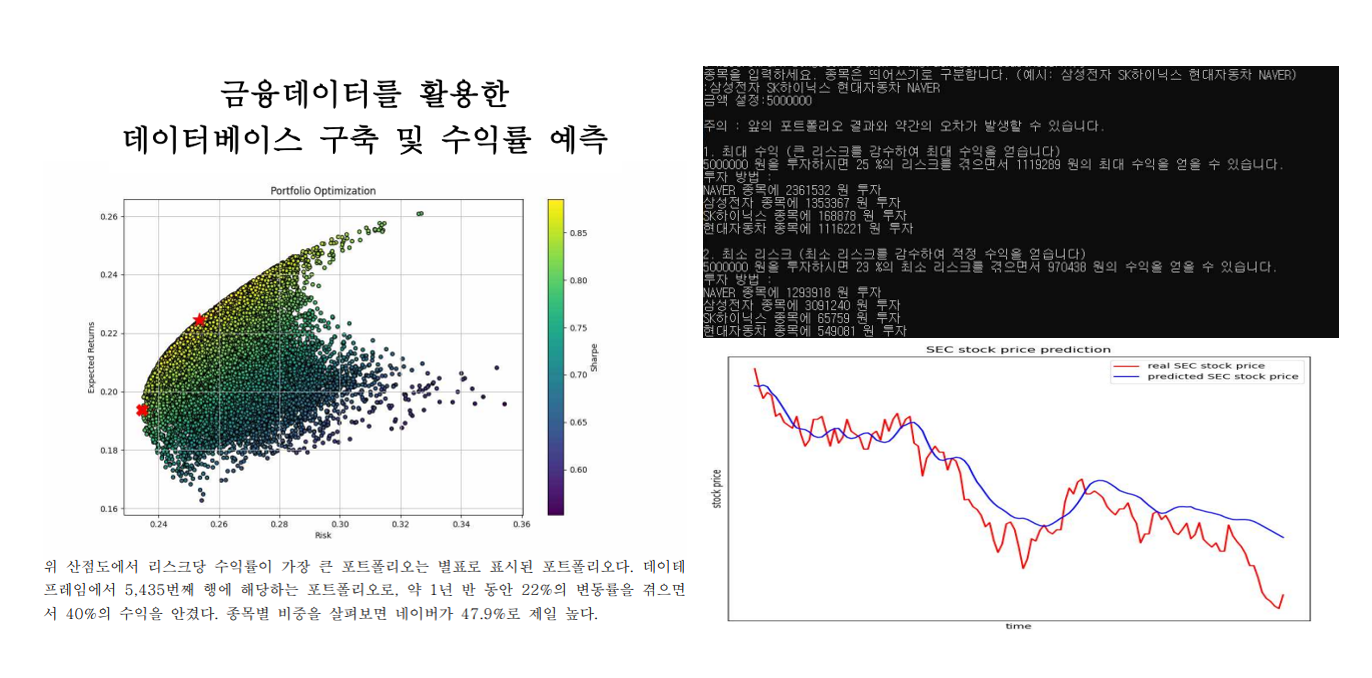 금융데이터를 활용한
데이터베이스 구축 및 수익률 예측
Portfolio Optimization
0.26
0.24
0.22
0.20
0.18
0.16
Expected Returns
0.24
0.26
0.28
0.30
0.32
0.34
0.36
Risk
0.85
0.80
0.75
0.70
0.65
0.60
Sharpe
위 산점도에서 리스크당 수익률이 가장 큰 포트폴리오는 별표로 표시된 포트폴리오다. 데이테
프레임에서 5,435번째 행에 해당하는 포트폴리오로, 약 1년 반 동안 22%의 변동률을 겪으면
서 40%의 수익을 안겼다. 종목별 비중을 살펴보면 네이버가 47.9%로 제일 높다.
종목을 입력하세요. 종목은 띄어쓰기로 구분합니다. (예시: 삼성전자 SK하이닉스 현대자동차 NAVER)
:삼성전자 SK하이닉스 현대자동차 NAVER
금액 설정:5000000
주의 : 앞의 포트폴리오 결과와 약간의 오차가 발생할 수 있습니다.
1. 최대 수익 (큰 리스크를 감수하여 최대 수익을 얻습니다)
5000000 원을 투자하시면 25 %의 리스크를 겪으면서 1119289 원의 최대 수익을 얻을 수 있습니다.
투자 방법 :
NAVER 종목에 2361532 원 투자
삼성전자 종목에 1353367 원 투자
SK하이닉스 종목에 168878 원 투자
현대자동차 종목에 1116221 원 투자
2. 최소 리스크 (최소 리스크를 감수하여 적정 수익을 얻습니다)
5000000 원을 투자하시면 23 %의 최소 리스크를 겪으면서 970438 원의 수익을 얻을 수 있습니다.
투자 방법 :
NAVER 종목에 1293918 원 투자
삼성전자 종목에 3091240 원 투자
SK하이닉스 종목에 65759 원 투자
현대자동차 종목에 549081 원 투자
SEC stock price prediction
real SEC stock price
predicted SEC stock price
stock price
time